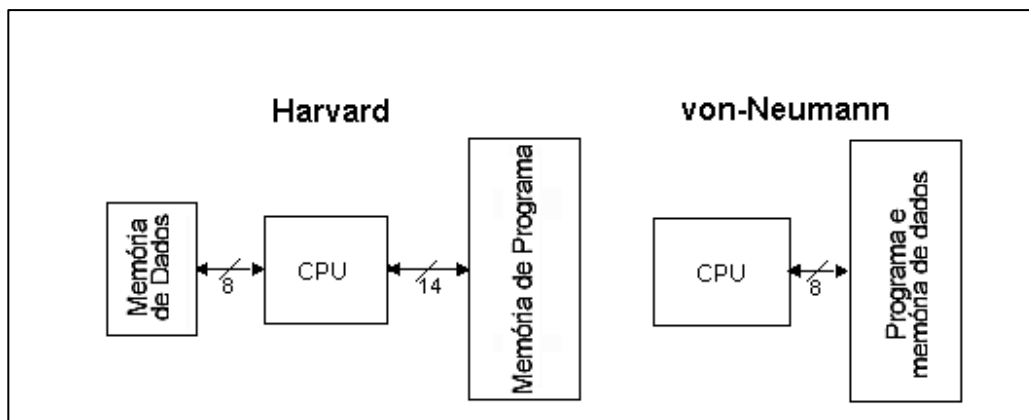 Harvard
von-Neumann
Memória
de Dados
8
CPU
14
Memória de Programa
CPU
8
Programa e
memória de dados